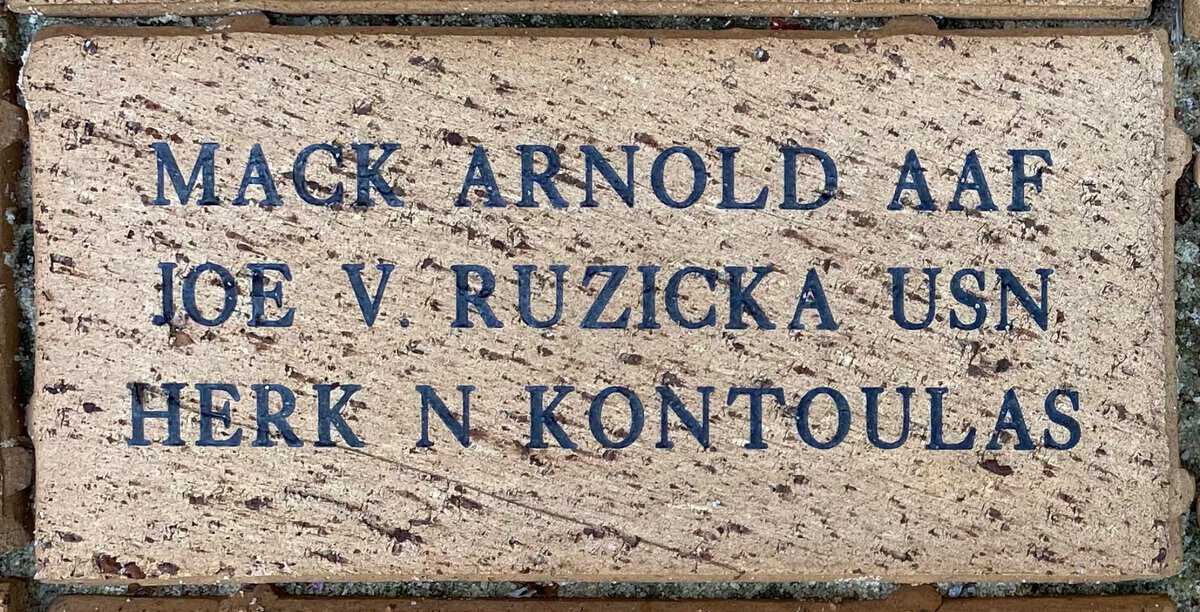 MACK ARNOLD AAF
JOE V. RUZICKA USN
HERK N KONTOULAS